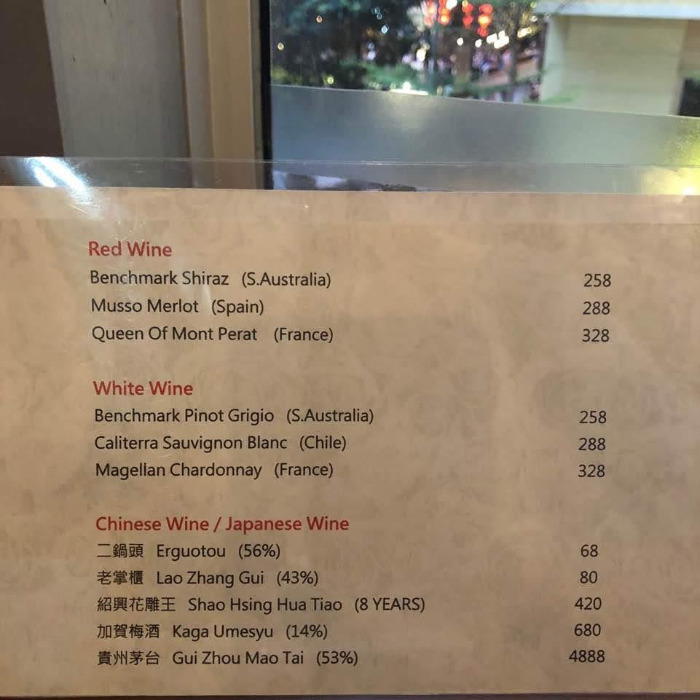 Red Wine
Benchmark Shiraz (S.Australia) 258
Musso Merlot (Spain) 288
Queen Of Mont Perat (France) 328
White Wine
Benchmark Pinot Grigio (S.Australia) 258
Caliterra Sauvignon Blanc (Chile) 288
Magellan Chardonnay (France) 328
Chinese Wine / Japanese Wine
二鍋頭 Erguotou (56%) 68
老掌櫃 Lao Zhang Gui (43%) 80
紹興花雕王 Shao Hsing Hua Tiao (8 YEARS) 420
加賀梅酒 Kaga Umesyu (14%) 680
貴州茅台 Gui Zhou Mao Tai (53%) 4888